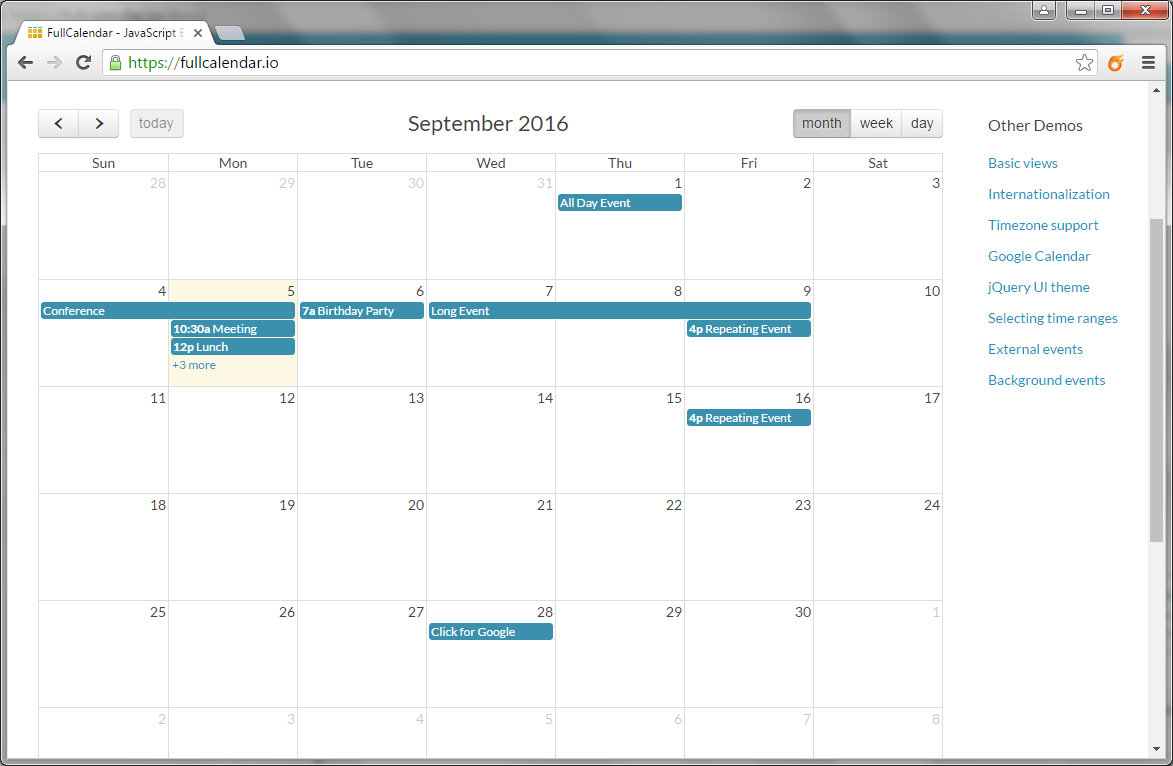 FullCalendar - JavaScript E
https://fullcalendar.io
today
September 2016
month week day
Other Demos
Basic views
Internationalization
Timezone support
Google Calendar
jQuery UI theme
Selecting time ranges
External events
Background events
Sun Mon Tue Wed Thu Fri Sat
28 29 30 31 1 2 3
All Day Event
4 5 6 7 8 9 10
Conference 7a Birthday Party Long Event
10:30a Meeting 4p Repeating Event
12p Lunch
+3 more
11 12 13 14 15 16 17
4p Repeating Event
18 19 20 21 22 23 24
25 26 27 28 29 30 1
Click for Google
2 3 4 5 6 7 8